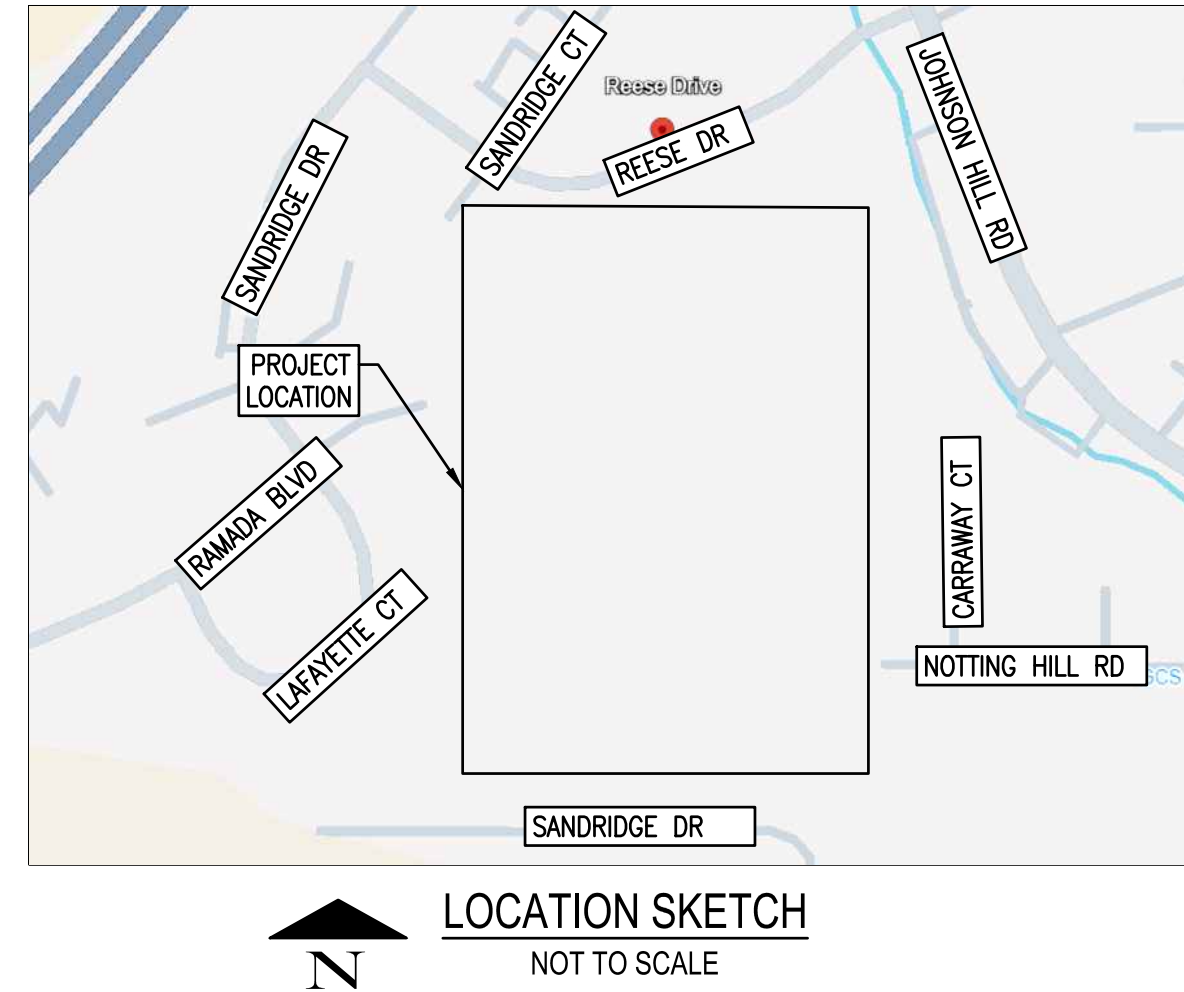 SANDRIDGE CT
Reese Drive
REESE DR
JOHNSON HILL RD
SANDRIDGE DR
PROJECT
LOCATION
RAMADA BLVD
LAFAYETTE CT
CARRAWAY CT
NOTTING HILL RD
SANDRIDGE DR
LOCATION SKETCH
NOT TO SCALE
N